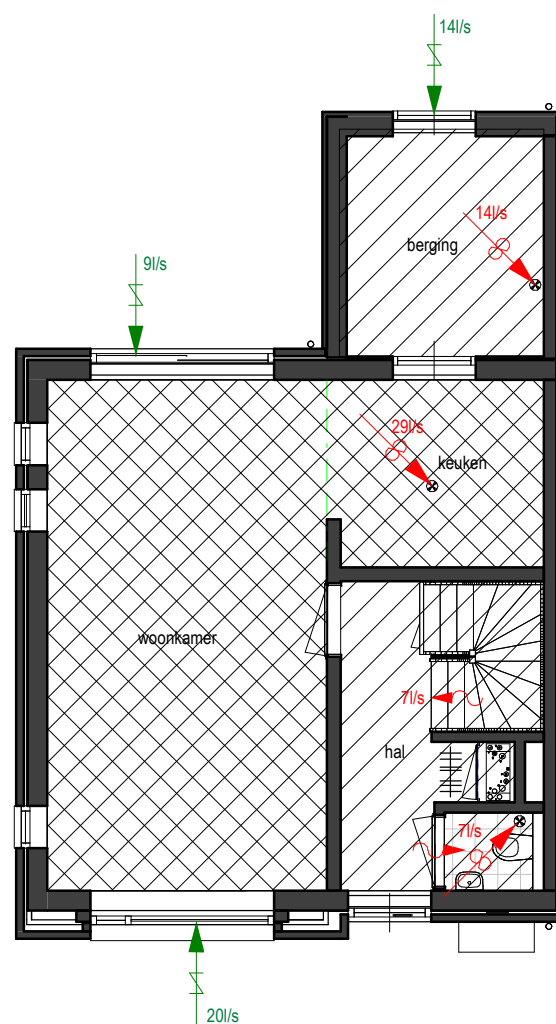 14l/s
14l/s
berging
9l/s
29l/s
keuken
woonkamer
7l/s
hal
7l/s
20l/s